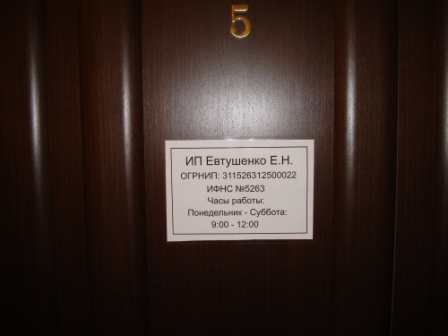 5
ИП Евтушенко Е.Н.
ОГРНИП: 311526312500022
ИФНС №5263
Часы работы:
Понедельник - Суббота:
9:00 - 12:00